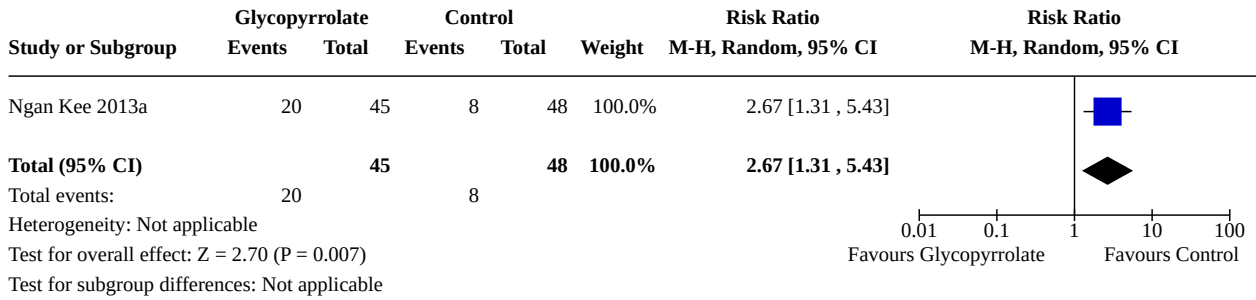 Glycopyrrolate Control Risk Ratio Risk Ratio
Study or Subgroup Events Total Events Total Weight M-H, Random, 95% CI M-H, Random, 95% CI
Ngan Kee 2013a 20 45 8 48 100.0% 2.67 [1.31 , 5.43]
Total (95% CI) 45 48 100.0% 2.67 [1.31 , 5.43]
Total events: 20 8
Heterogeneity: Not applicable
0.01 0.1 1 10 100
Test for overall effect: Z = 2.70 (P = 0.007) Favours Glycopyrrolate Favours Control
Test for subgroup differences: Not applicable